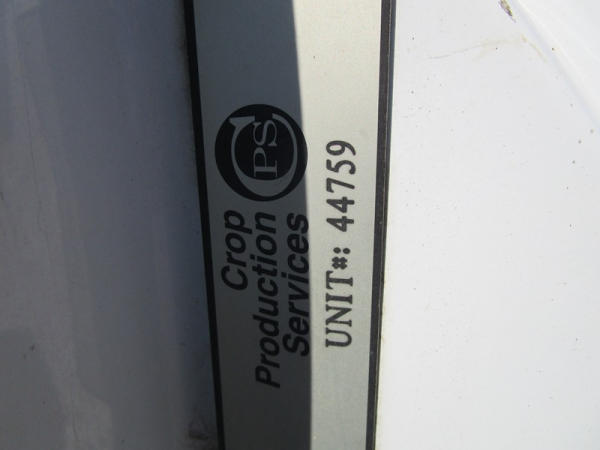 CPS
Crop
Production
Services
UNIT#: 44759